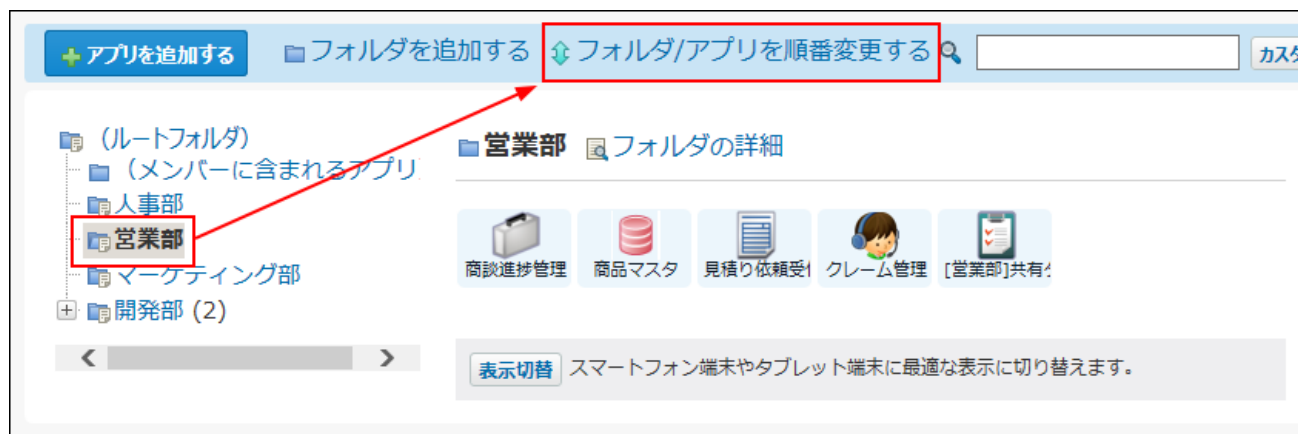 アプリを追加する フォルダを追加する フォルダ/アプリを順番変更する カスタ
(ルートフォルダ)
(メンバーに含まれるアプリ
人事部
営業部
マーケティング部
開発部 (2)
営業部 フォルダの詳細
商談進捗管理 商品マスタ 見積り依頼受 クレーム管理 [営業部]共有
表示切替 スマートフォン端末やタブレット端末に最適な表示に切り替えます。